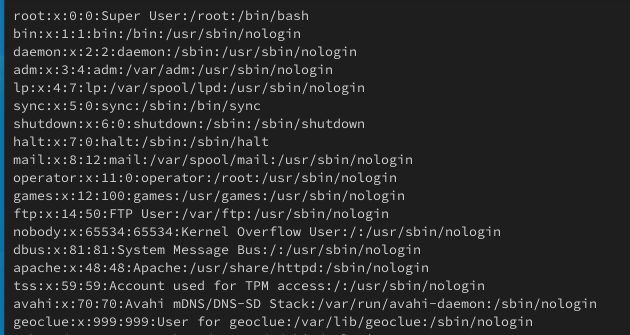 root:x:0:0:Super User:/root:/bin/bash
bin:x:1:1:bin:/bin:/usr/sbin/nologin
daemon:x:2:2:daemon:/sbin:/usr/sbin/nologin
adm:x:3:4:adm:/var/adm:/usr/sbin/nologin
lp:x:4:7:lp:/var/spool/lpd:/usr/sbin/nologin
sync:x:5:0:sync:/sbin:/bin/sync
shutdown:x:6:0:shutdown:/sbin:/sbin/shutdown
halt:x:7:0:halt:/sbin:/sbin/halt
mail:x:8:12:mail:/var/spool/mail:/usr/sbin/nologin
operator:x:11:0:operator:/root:/usr/sbin/nologin
games:x:12:100:games:/usr/games:/usr/sbin/nologin
ftp:x:14:50:FTP User:/var/ftp:/usr/sbin/nologin
nobody:x:65534:65534:Kernel Overflow User:/:/usr/sbin/nologin
dbus:x:81:81:System Message Bus:/:/usr/sbin/nologin
apache:x:48:48:Apache:/usr/share/httpd:/sbin/nologin
tss:x:59:59:Account used for TPM access:/:/usr/sbin/nologin
avahi:x:70:70:Avahi mDNS/DNS-SD Stack:/var/run/avahi-daemon:/sbin/nologin
geoclue:x:999:999:User for geoclue:/var/lib/geoclue:/sbin/nologin